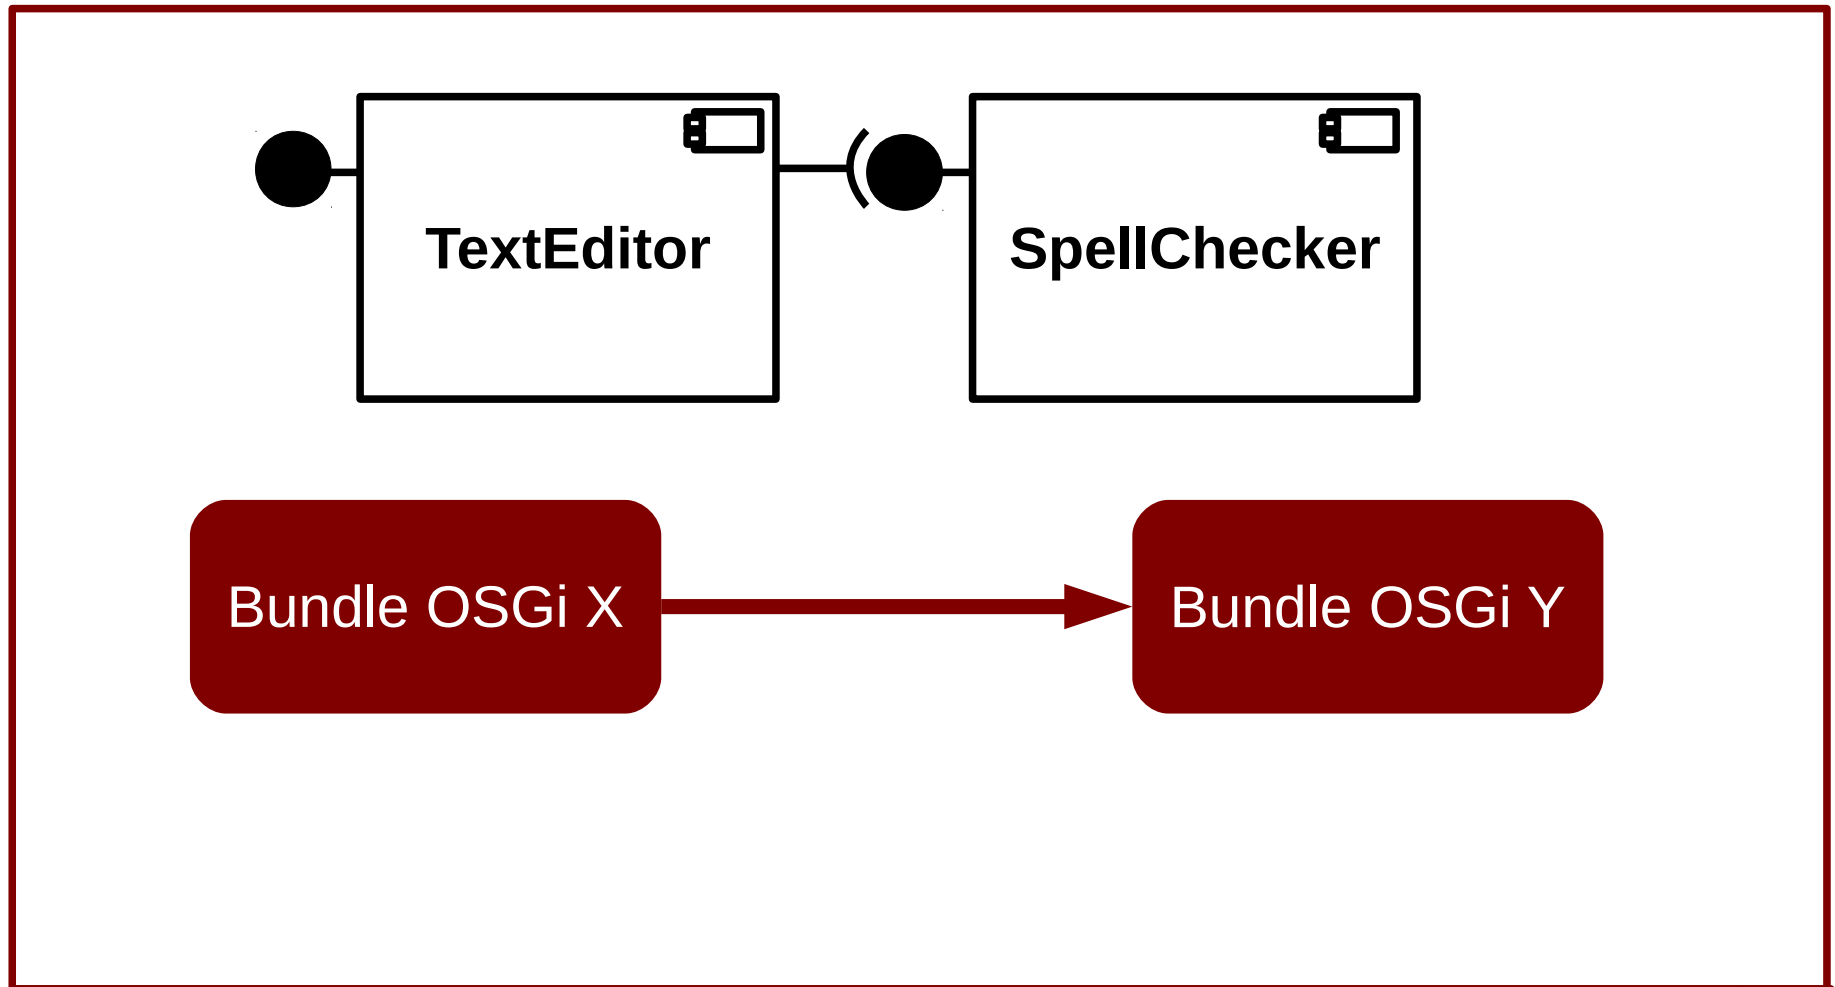 TextEditor
SpellChecker
Bundle OSGi X
Bundle OSGi Y